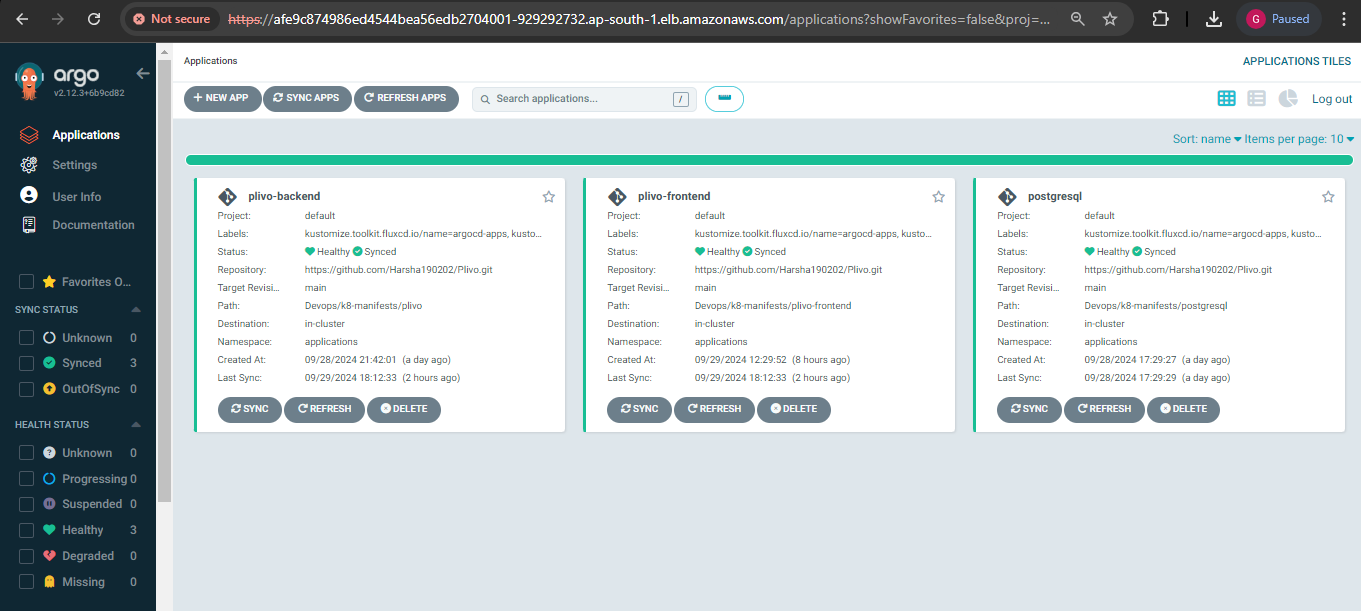 Not secure https://afe9c874986ed4544bea56edb2704001-929292732.ap-south-1.elb.amazonaws.com/applications?showFavorites=false&proj=... G Paused
argo
v2.12.3+6b9cd82
Applications
Settings
User Info
Documentation
Favorites O...
SYNC STATUS
Unknown 0
Synced 3
OutOfSync 0
HEALTH STATUS
Unknown 0
Progressing 0
Suspended 0
Healthy 3
Degraded 0
Missing 0
Applications
APPLICATIONS TILES
+ NEW APP SYNC APPS REFRESH APPS Search applications... / Log out
Sort: name Items per page: 10
plivo-backend
Project: default
Labels: kustomize.toolkit.fluxcd.io/name=argocd-apps, kusto...
Status: Healthy Synced
Repository: https://github.com/Harsha190202/Plivo.git
Target Revisi... main
Path: Devops/k8-manifests/plivo
Destination: in-cluster
Namespace: applications
Created At: 09/28/2024 21:42:01 (a day ago)
Last Sync: 09/29/2024 18:12:33 (2 hours ago)
SYNC REFRESH DELETE
plivo-frontend
Project: default
Labels: kustomize.toolkit.fluxcd.io/name=argocd-apps, kusto...
Status: Healthy Synced
Repository: https://github.com/Harsha190202/Plivo.git
Target Revisi... main
Path: Devops/k8-manifests/plivo-frontend
Destination: in-cluster
Namespace: applications
Created At: 09/29/2024 12:29:52 (8 hours ago)
Last Sync: 09/29/2024 18:12:33 (2 hours ago)
SYNC REFRESH DELETE
postgresql
Project: default
Labels: kustomize.toolkit.fluxcd.io/name=argocd-apps, kusto...
Status: Healthy Synced
Repository: https://github.com/Harsha190202/Plivo.git
Target Revisi... main
Path: Devops/k8-manifests/postgresql
Destination: in-cluster
Namespace: applications
Created At: 09/28/2024 17:29:27 (a day ago)
Last Sync: 09/28/2024 17:29:29 (a day ago)
SYNC REFRESH DELETE